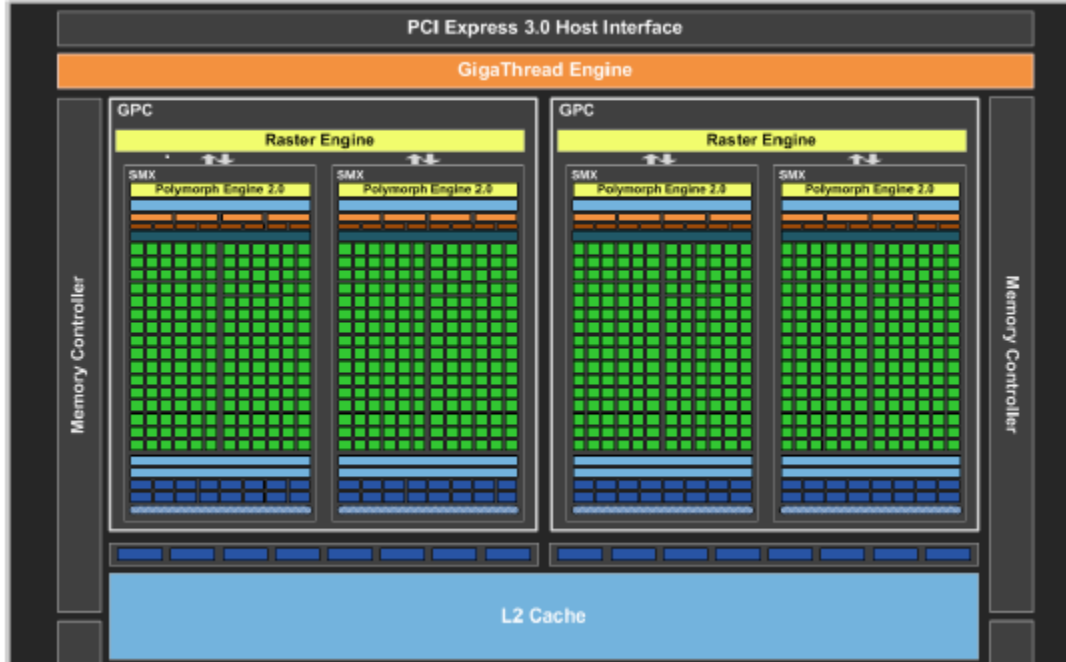 PCI Express 3.0 Host Interface
GigaThread Engine
GPC
GPC
Raster Engine
Raster Engine
SMX
SMX
SMX
SMX
Polymorph Engine 2.0
Polymorph Engine 2.0
Polymorph Engine 2.0
Polymorph Engine 2.0
Memory Controller
Memory Controller
L2 Cache